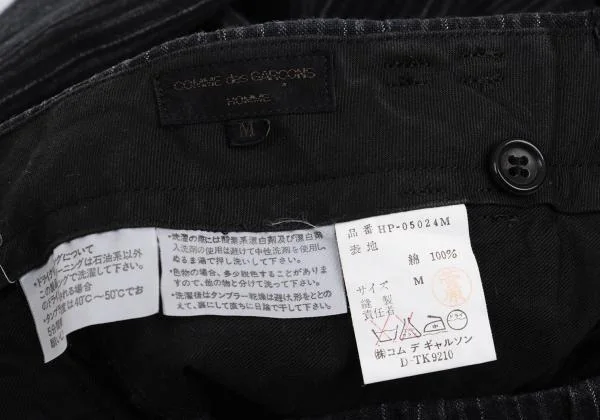 COMME des GARCONS
HOMME
M
ドライクリーニングについて
ドライクリーニングは石油系以外
タンブラー温度は40℃〜50℃でお
・洗濯の際には酸素系漂白剤及び蛍光白剤
入洗剤の使用は避けて中性洗剤を使用し
ぬるま湯で押し洗いして下さい。
・色物の場合、多少脱色することがありま
すので、他の物と分けて洗って下さい。
・洗濯後はタンブラー乾燥は避け、形をととの
えて、裏にして直ちに日陰で干して下さい。
品番 HP-05024M
表地
綿 100%
サイズ M
縫製
責任者
ドライ
㈱コム デ ギャルソン
D-TK9210